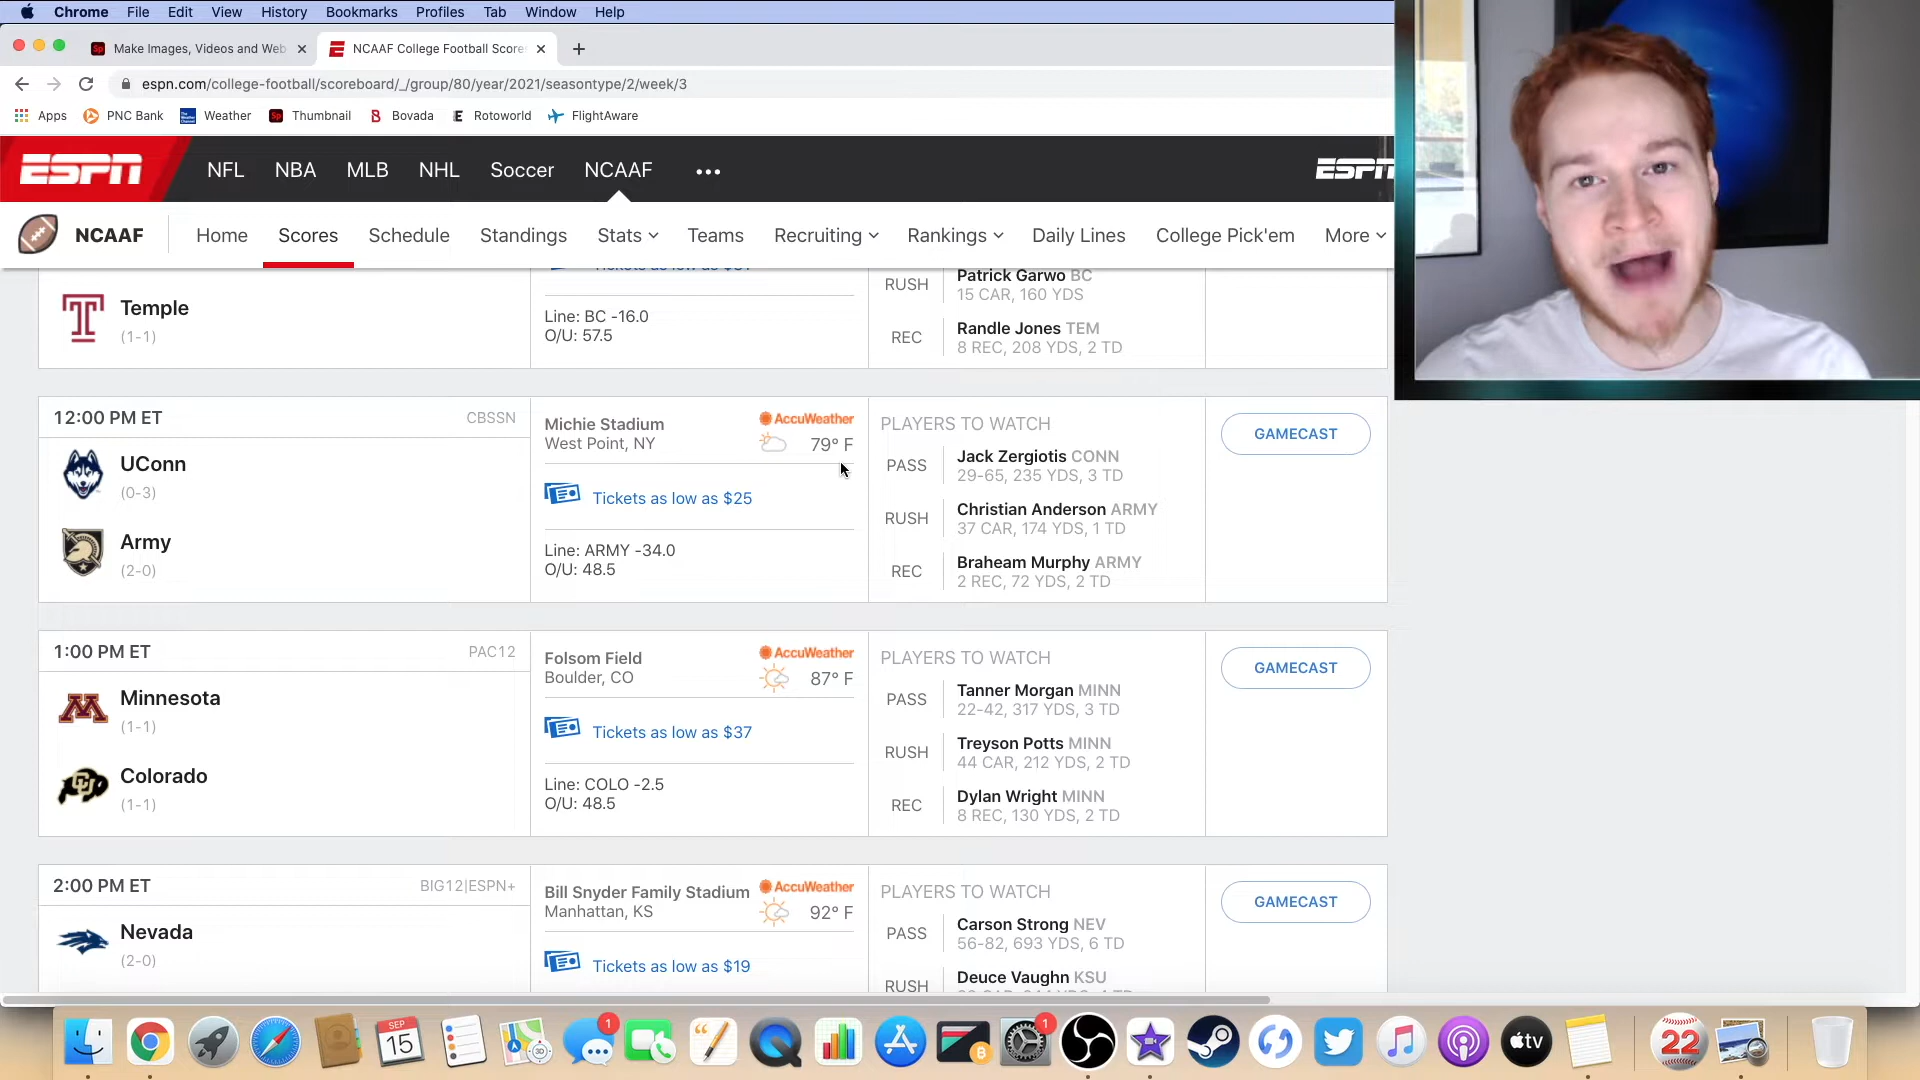 Chrome File Edit View History Bookmarks Profiles Tab Window Help
Make Images, Videos and Web
NCAAF College Football Score
espn.com/college-football/scoreboard/_/group/80/year/2021/seasontype/2/week/3
Apps PNC Bank Weather Thumbnail Bovada Rotoworld FlightAware
ESPN NFL NBA MLB NHL Soccer NCAAF ESPN
NCAAF Home Scores Schedule Standings Stats Teams Recruiting Rankings Daily Lines College Pick'em More
Temple
(1-1)
Line: BC -16.0
O/U: 57.5
Patrick Garwo BC
RUSH
15 CAR, 160 YDS
Randle Jones TEM
REC
8 REC, 208 YDS, 2 TD
12:00 PM ET CBSSN
UConn
(0-3)
Army
(2-0)
Michie Stadium
West Point, NY
AccuWeather
79° F
Tickets as low as $25
Line: ARMY -34.0
O/U: 48.5
PLAYERS TO WATCH
PASS
Jack Zergiotis CONN
29-65, 235 YDS, 3 TD
RUSH
Christian Anderson ARMY
37 CAR, 174 YDS, 1 TD
REC
Braheam Murphy ARMY
2 REC, 72 YDS, 2 TD
GAMECAST
1:00 PM ET PAC12
Minnesota
(1-1)
Colorado
(1-1)
Folsom Field
Boulder, CO
AccuWeather
87° F
Tickets as low as $37
Line: COLO -2.5
O/U: 48.5
PLAYERS TO WATCH
PASS
Tanner Morgan MINN
22-42, 317 YDS, 3 TD
RUSH
Treyson Potts MINN
44 CAR, 212 YDS, 2 TD
REC
Dylan Wright MINN
8 REC, 130 YDS, 2 TD
GAMECAST
2:00 PM ET BIG12|ESPN+
Nevada
(2-0)
Bill Snyder Family Stadium
Manhattan, KS
AccuWeather
92° F
Tickets as low as $19
PLAYERS TO WATCH
PASS
Carson Strong NEV
56-82, 693 YDS, 6 TD
RUSH
Deuce Vaughn KSU
GAMECAST
SEP
15
1
1
tv
22